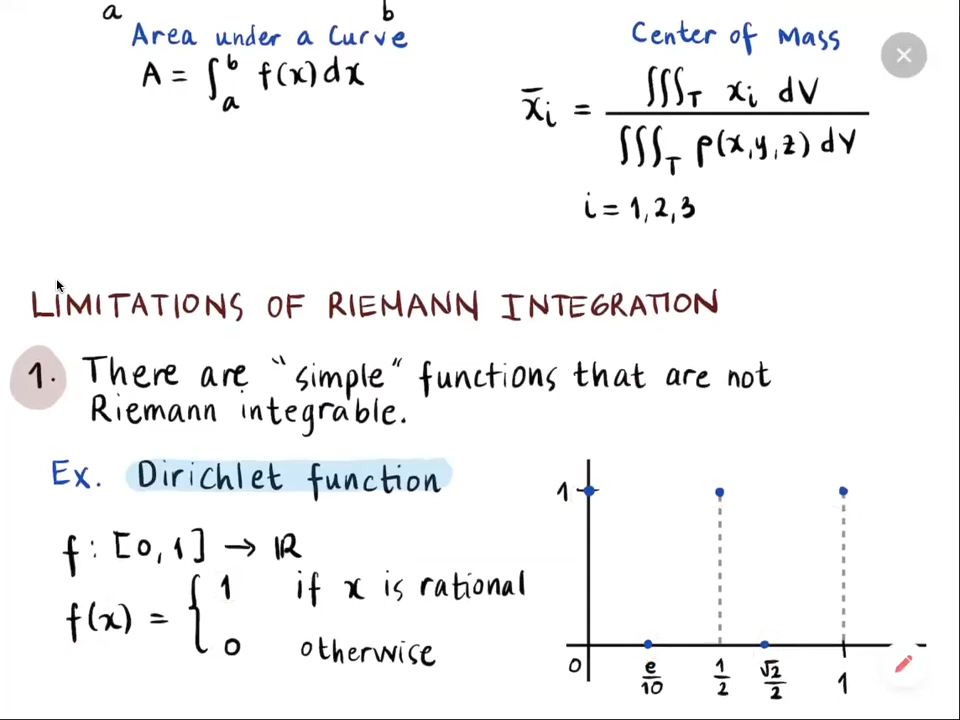 a b
Area under a Curve
A = ∫_a^b f(x) dx
Center of Mass
x̄_i = ∭_T x_i dV / ∭_T ρ(x,y,z) dV
i = 1,2,3
LIMITATIONS OF RIEMANN INTEGRATION
1. There are "simple" functions that are not
Riemann integrable.
Ex. Dirichlet function
f : [0,1] → ℝ
f(x) = { 1 if x is rational
0 otherwise
1
0 e/10 1/2 √2/2 1